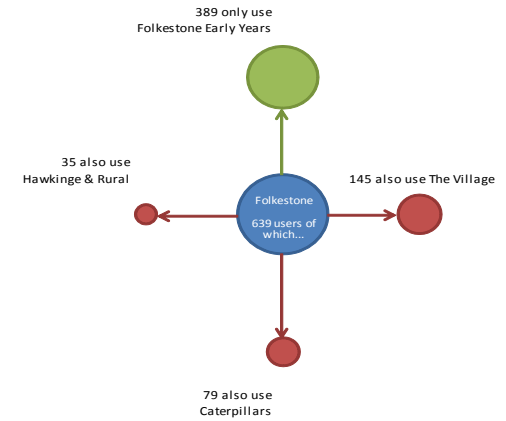 389 only use
Folkestone Early Years
35 also use
Hawkinge & Rural
145 also use The Village
Folkestone
639 users of
which...
79 also use
Caterpillars